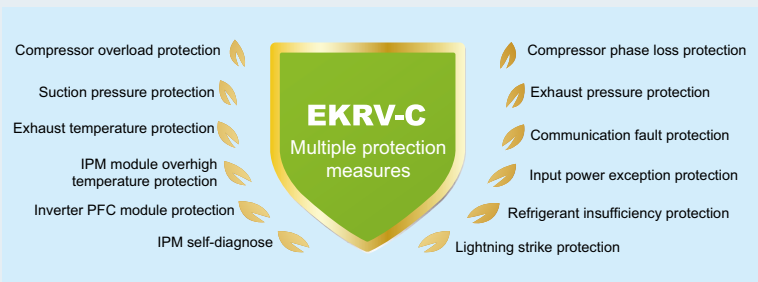 Compressor overload protection
Suction pressure protection
Exhaust temperature protection
IPM module overhigh
temperature protection
Inverter PFC module protection
IPM self-diagnose
EKRV-C
Multiple protection
measures
Compressor phase loss protection
Exhaust pressure protection
Communication fault protection
Input power exception protection
Refrigerant insufficiency protection
Lightning strike protection